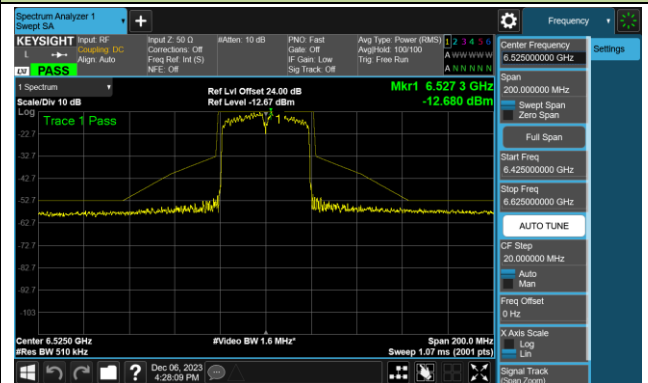 Spectrum Analyzer 1
Swept SA
Frequency
KEYSIGHT
Input: RF
Coupling: DC
Align: Auto
Input Z: 50 Ω
Corrections: Off
Freq Ref: Int (S)
NFE: Off
#Atten: 10 dB
PNO: Fast
Gate: Off
IF Gain: Low
Sig Track: Off
Avg Type: Power (RMS)
Avg|Hold: 100/100
Trig: Free Run
1 2 3 4 5 6
A W W W W W
A N N N N N
L
LXI
PASS
1 Spectrum
Scale/Div 10 dB
Ref Lvl Offset 24.00 dB
Ref Level -12.67 dBm
Mkr1 6.527 3 GHz
-12.680 dBm
Log
Trace 1 Pass
1
-22.7
-32.7
-42.7
-52.7
-62.7
-72.7
-82.7
-92.7
-103
Center 6.5250 GHz
#Res BW 510 kHz
#Video BW 1.6 MHz*
Span 200.0 MHz
Sweep 1.07 ms (2001 pts)
Dec 06, 2023
4:28:09 PM
Center Frequency
6.525000000 GHz
Settings
Span
200.000000 MHz
Swept Span
Zero Span
Full Span
Start Freq
6.425000000 GHz
Stop Freq
6.625000000 GHz
AUTO TUNE
CF Step
20.000000 MHz
Auto
Man
Freq Offset
0 Hz
X Axis Scale
Log
Lin
Signal Track
(Span Zoom)